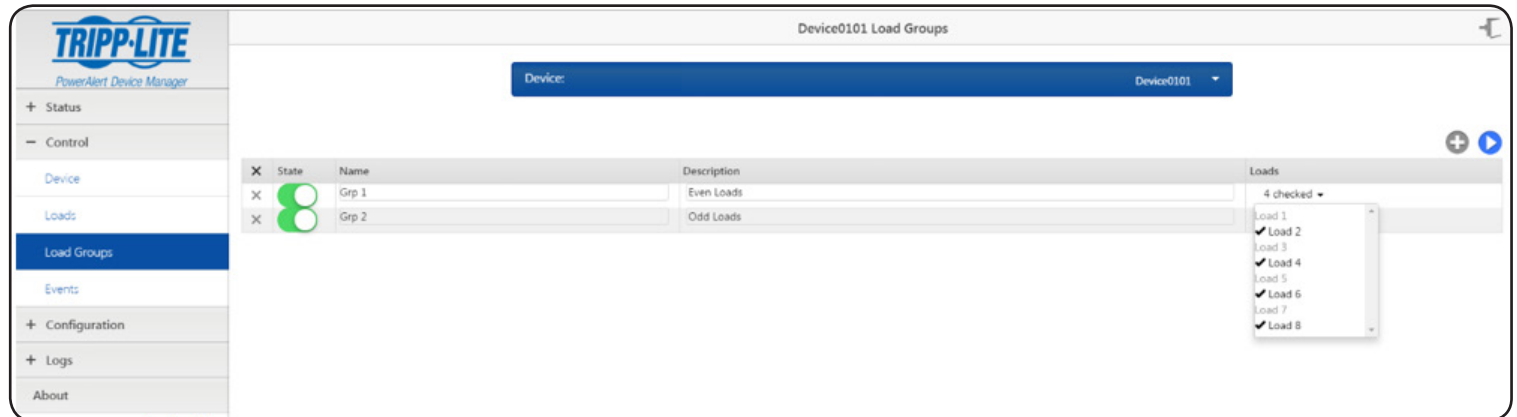 TRIPP·LITE
PowerAlert Device Manager
Device0101 Load Groups
Device: Device0101
+ Status
− Control
Device
Loads
Load Groups
Events
+ Configuration
+ Logs
About
X State Name Description Loads
X Grp 1 Even Loads 4 checked
X Grp 2 Odd Loads
Load 1
✔ Load 2
Load 3
✔ Load 4
Load 5
✔ Load 6
Load 7
✔ Load 8